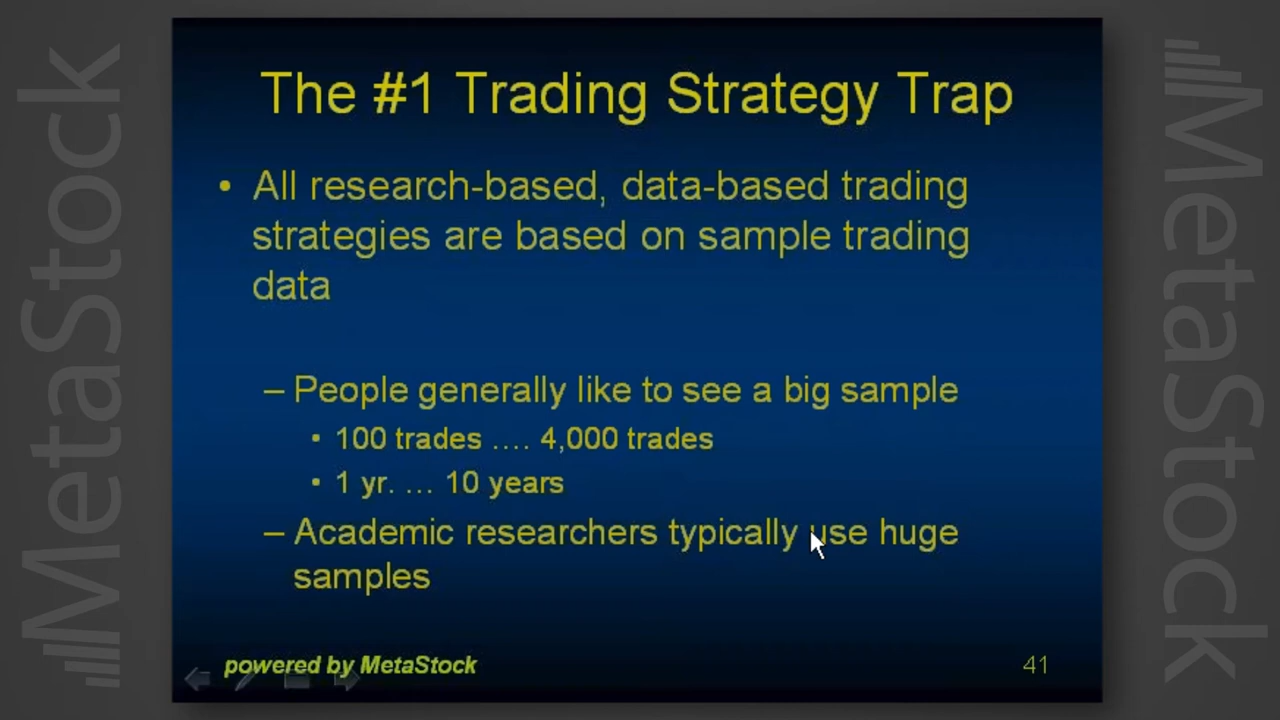 The #1 Trading Strategy Trap
• All research-based, data-based trading
strategies are based on sample trading
data
– People generally like to see a big sample
• 100 trades …. 4,000 trades
• 1 yr. … 10 years
– Academic researchers typically use huge
samples
powered by MetaStock
41
MetaStock
MetaStock